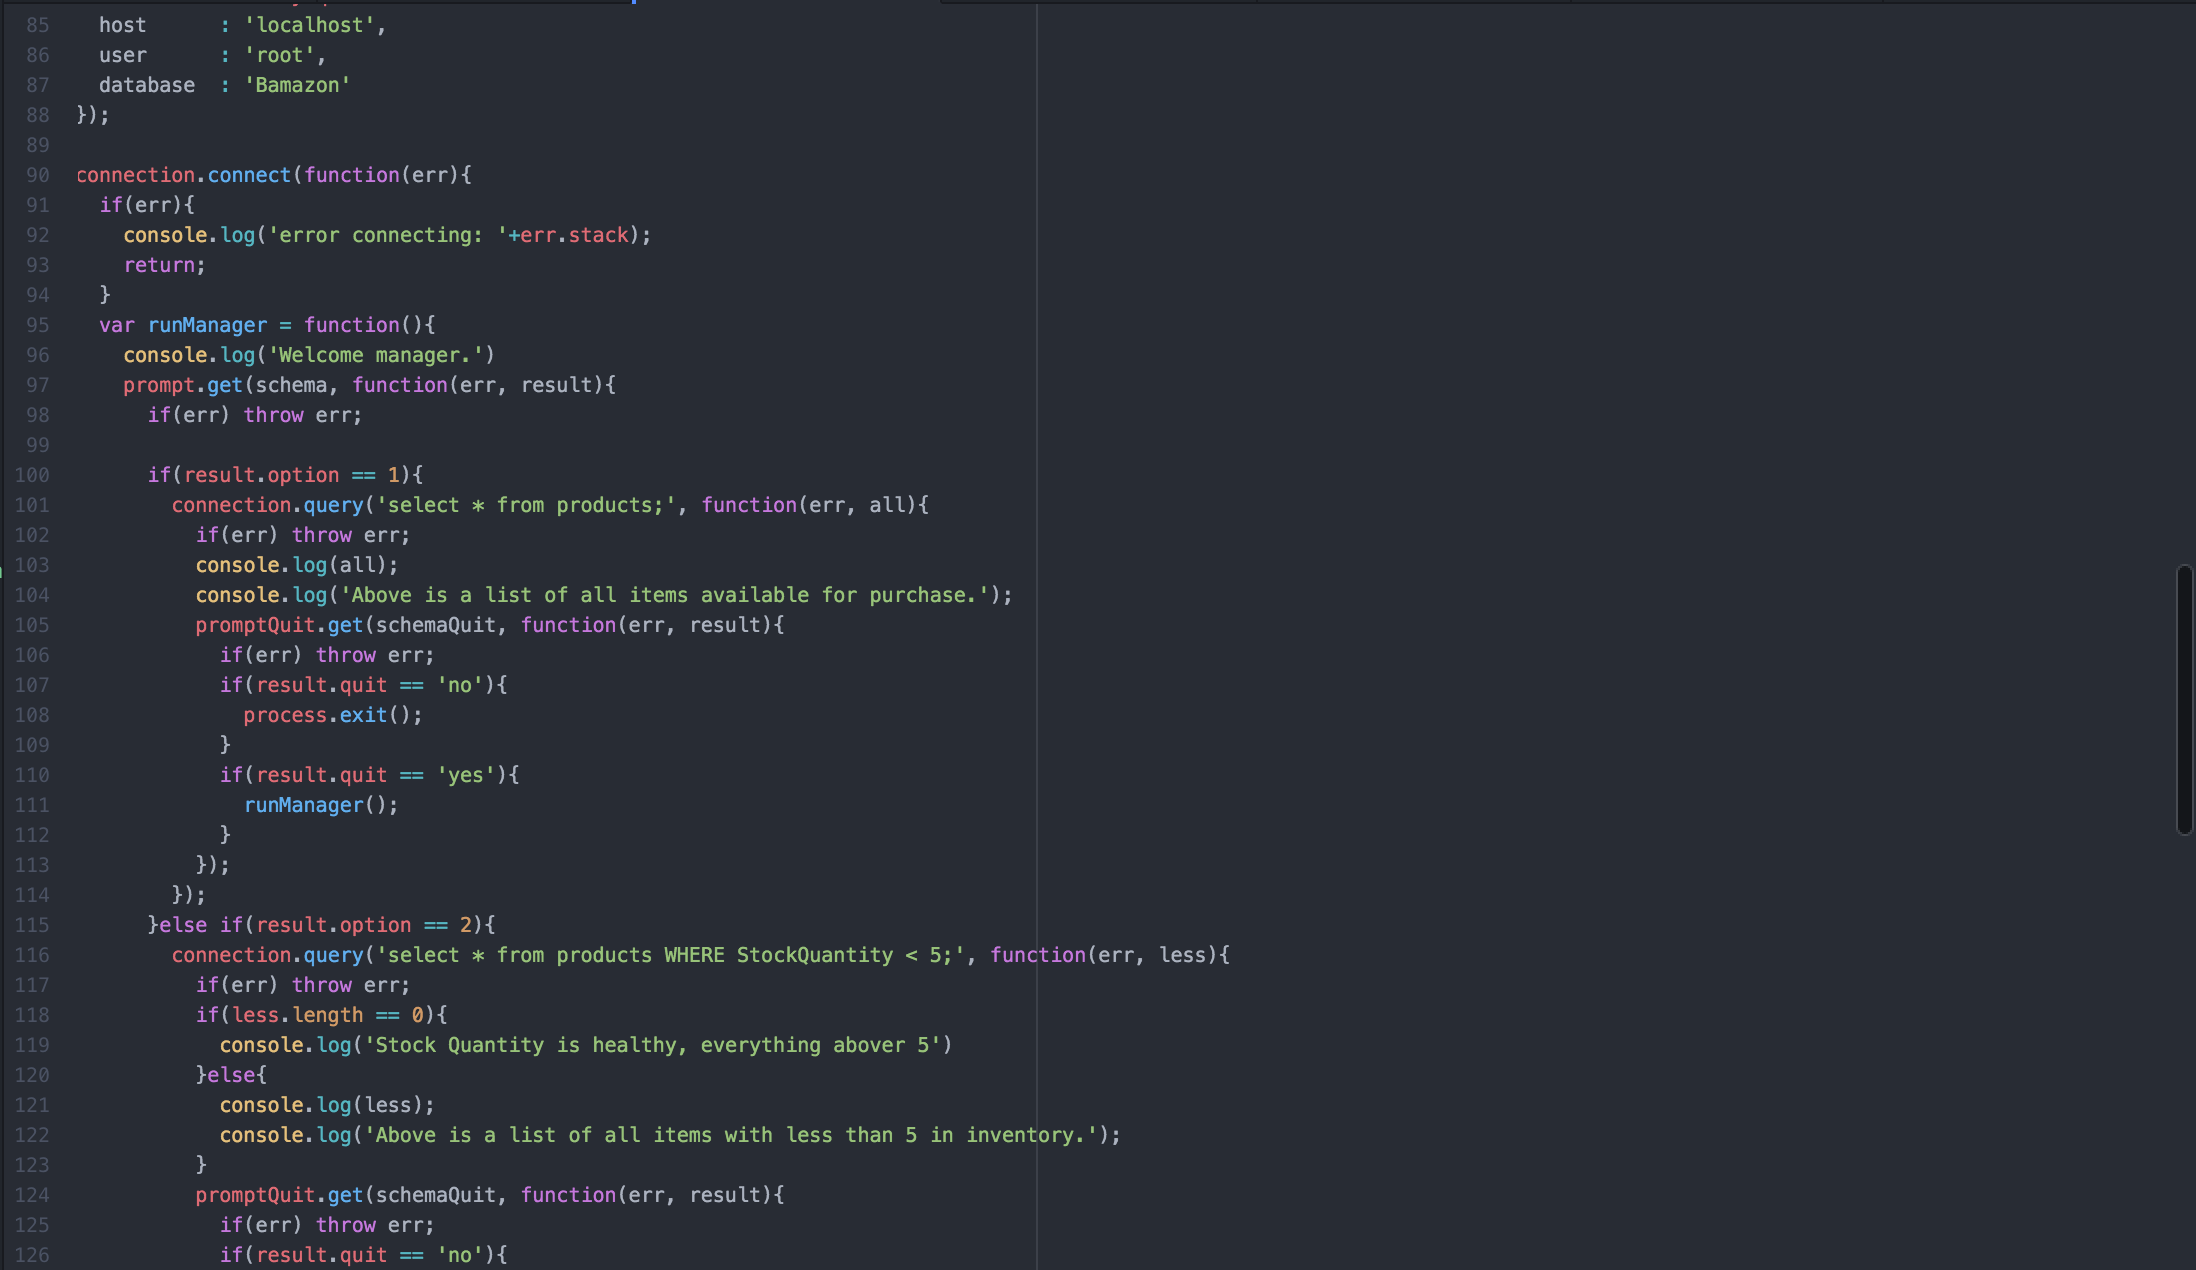 85 host      : 'localhost',
86 user      : 'root',
87 database  : 'Bamazon'
88 });
89
90 connection.connect(function(err){
91   if(err){
92     console.log('error connecting: '+err.stack);
93     return;
94   }
95   var runManager = function(){
96     console.log('Welcome manager.')
97     prompt.get(schema, function(err, result){
98       if(err) throw err;
99
100       if(result.option == 1){
101         connection.query('select * from products;', function(err, all){
102           if(err) throw err;
103           console.log(all);
104           console.log('Above is a list of all items available for purchase.');
105           promptQuit.get(schemaQuit, function(err, result){
106             if(err) throw err;
107             if(result.quit == 'no'){
108               process.exit();
109             }
110             if(result.quit == 'yes'){
111               runManager();
112             }
113           });
114         });
115       }else if(result.option == 2){
116         connection.query('select * from products WHERE StockQuantity < 5;', function(err, less){
117           if(err) throw err;
118           if(less.length == 0){
119             console.log('Stock Quantity is healthy, everything abover 5')
120           }else{
121             console.log(less);
122             console.log('Above is a list of all items with less than 5 in inventory.');
123           }
124           promptQuit.get(schemaQuit, function(err, result){
125             if(err) throw err;
126             if(result.quit == 'no'){